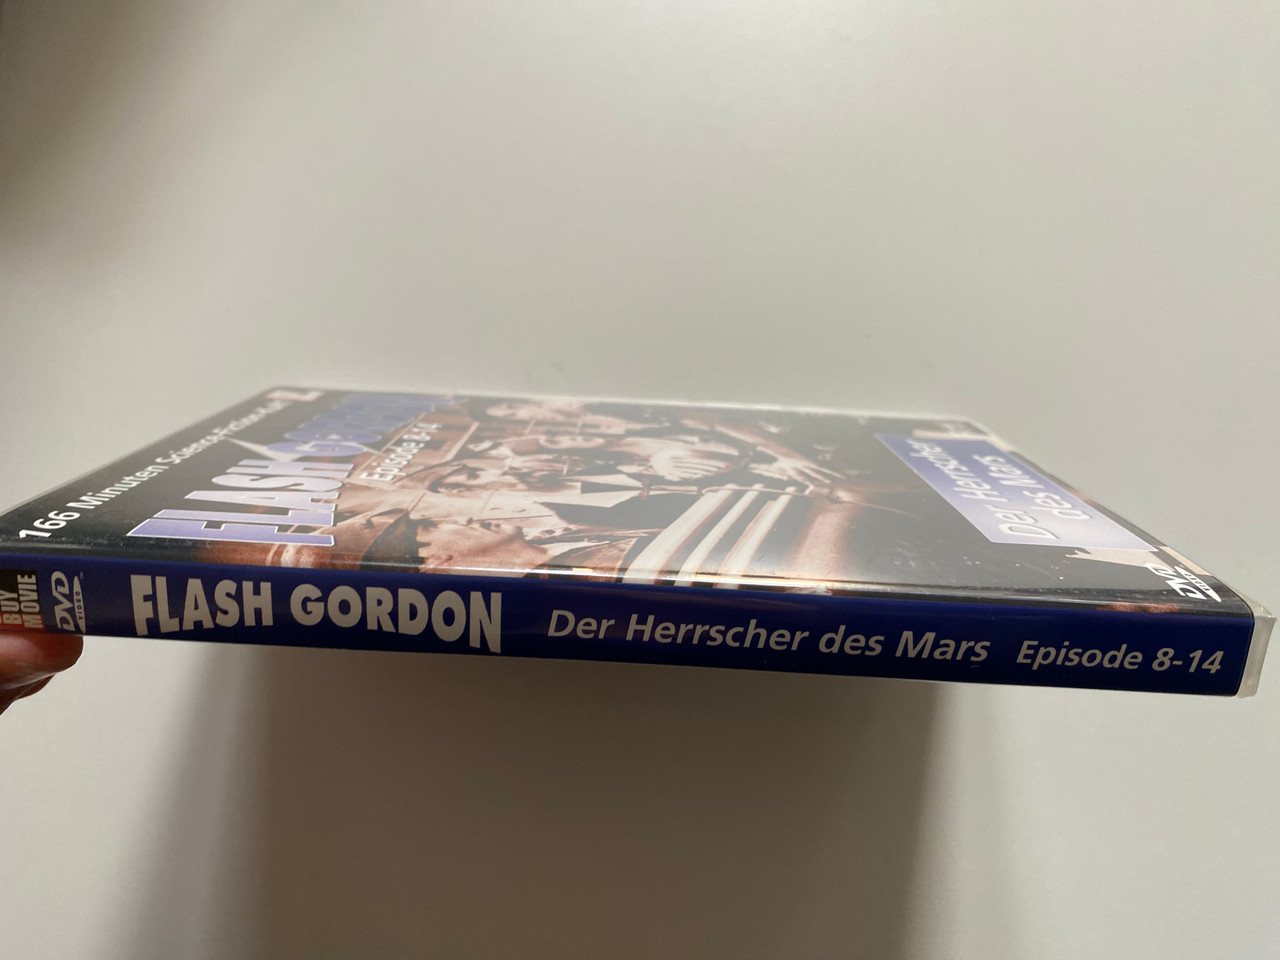 166 Minuten Science-Fiction-Kult
FLASH GORDON
Episode 8-14
Der Herrscher
des Mars
DVD
BUY
MOVIE
DVD
VIDEO
FLASH GORDON
Der Herrscher des Mars
Episode 8-14